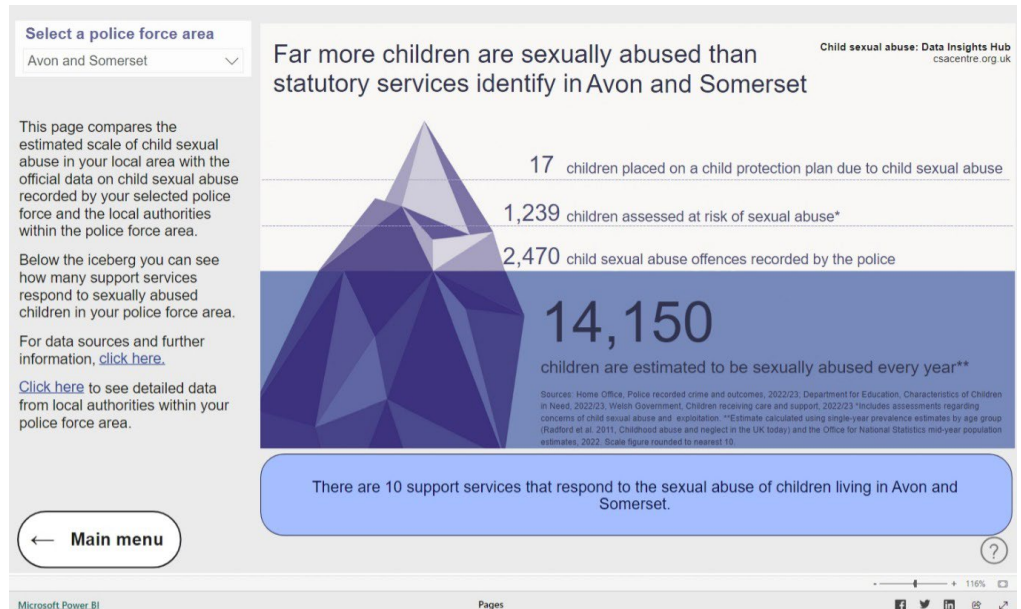 Select a police force area
Avon and Somerset
This page compares the
estimated scale of child sexual
abuse in your local area with the
official data on child sexual abuse
recorded by your selected police
force and the local authorities
within the police force area.
Below the iceberg you can see
how many support services
respond to sexually abused
children in your police force area.
For data sources and further
information, click here.
Click here to see detailed data
from local authorities within your
police force area.
← Main menu
Far more children are sexually abused than
statutory services identify in Avon and Somerset
Child sexual abuse: Data Insights Hub
csacentre.org.uk
17 children placed on a child protection plan due to child sexual abuse
1,239 children assessed at risk of sexual abuse*
2,470 child sexual abuse offences recorded by the police
14,150
children are estimated to be sexually abused every year**
Sources: Home Office, Police recorded crime and outcomes, 2022/23; Department for Education, Characteristics of Children
in Need, 2022/23, Welsh Government, Children receiving care and support, 2022/23 *Includes assessments regarding
concerns of child sexual abuse and exploitation. **Estimate calculated using single-year prevalence estimates by age group
(Radford et al. 2011, Childhood abuse and neglect in the UK today) and the Office for National Statistics mid-year population
estimates, 2022. Scale figure rounded to nearest 10.
There are 10 support services that respond to the sexual abuse of children living in Avon and
Somerset.
?
- + 116%
Microsoft Power BI
Pages